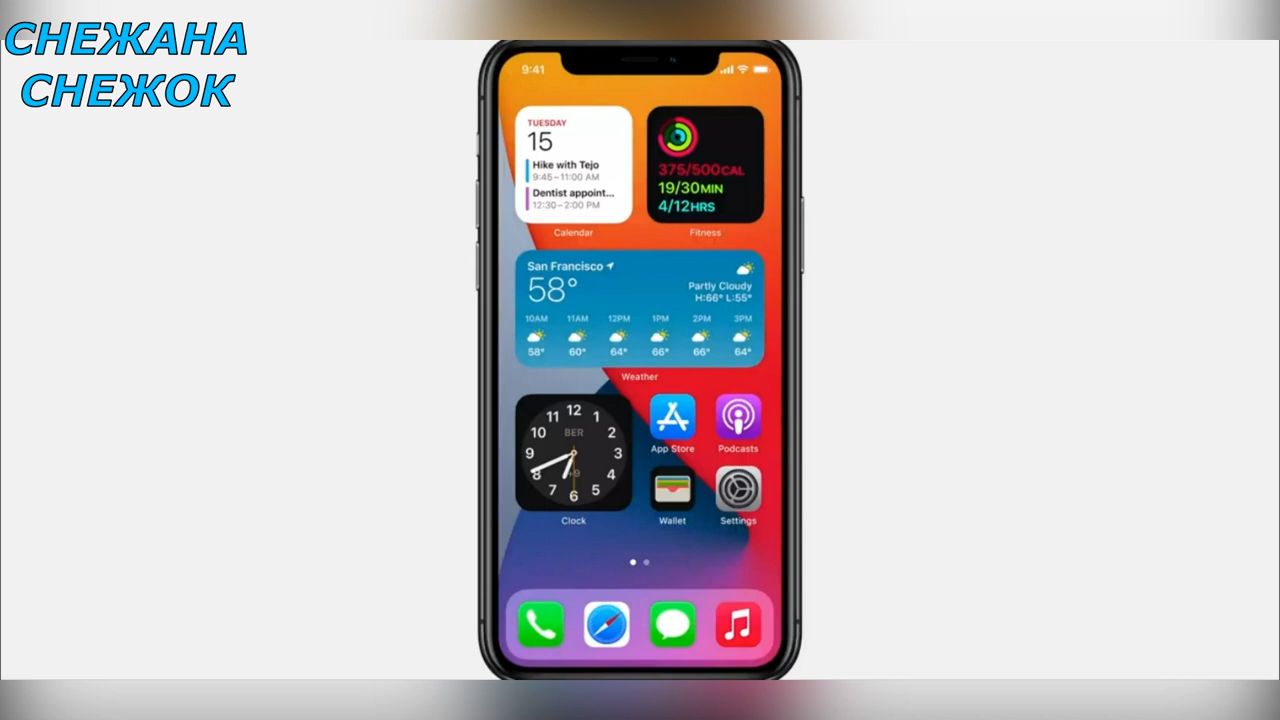 СНЕЖАНА
СНЕЖОК
9:41
TUESDAY
15
Hike with Tejo
9:45–11:00 AM
Dentist appoint...
12:30–2:00 PM
Calendar
375/500CAL
19/30MIN
4/12HRS
Fitness
San Francisco
58°
Partly Cloudy
H:66° L:55°
10AM 11AM 12PM 1PM 2PM 3PM
58° 60° 64° 66° 66° 64°
Weather
12
11 1
10 BER 2
9 3
8 +9 4
7 5
6
Clock
App Store
Podcasts
Wallet
Settings